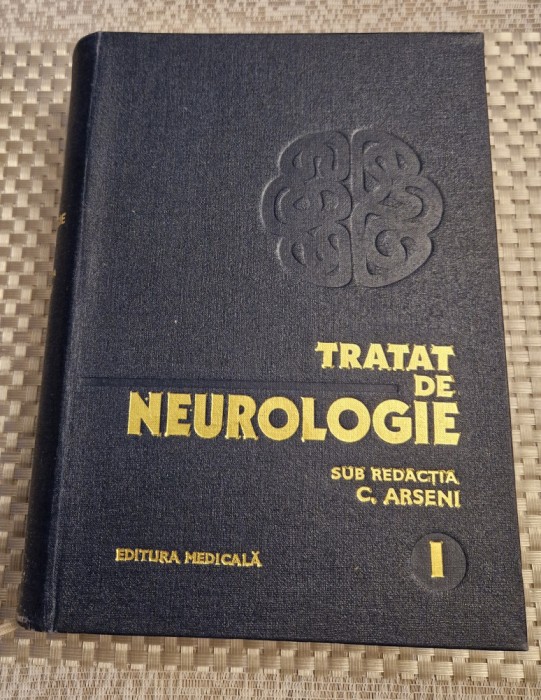 TRATAT
DE
NEUROLOGIE
SUB REDACȚIA
C. ARSENI
EDITURA MEDICALĂ
I